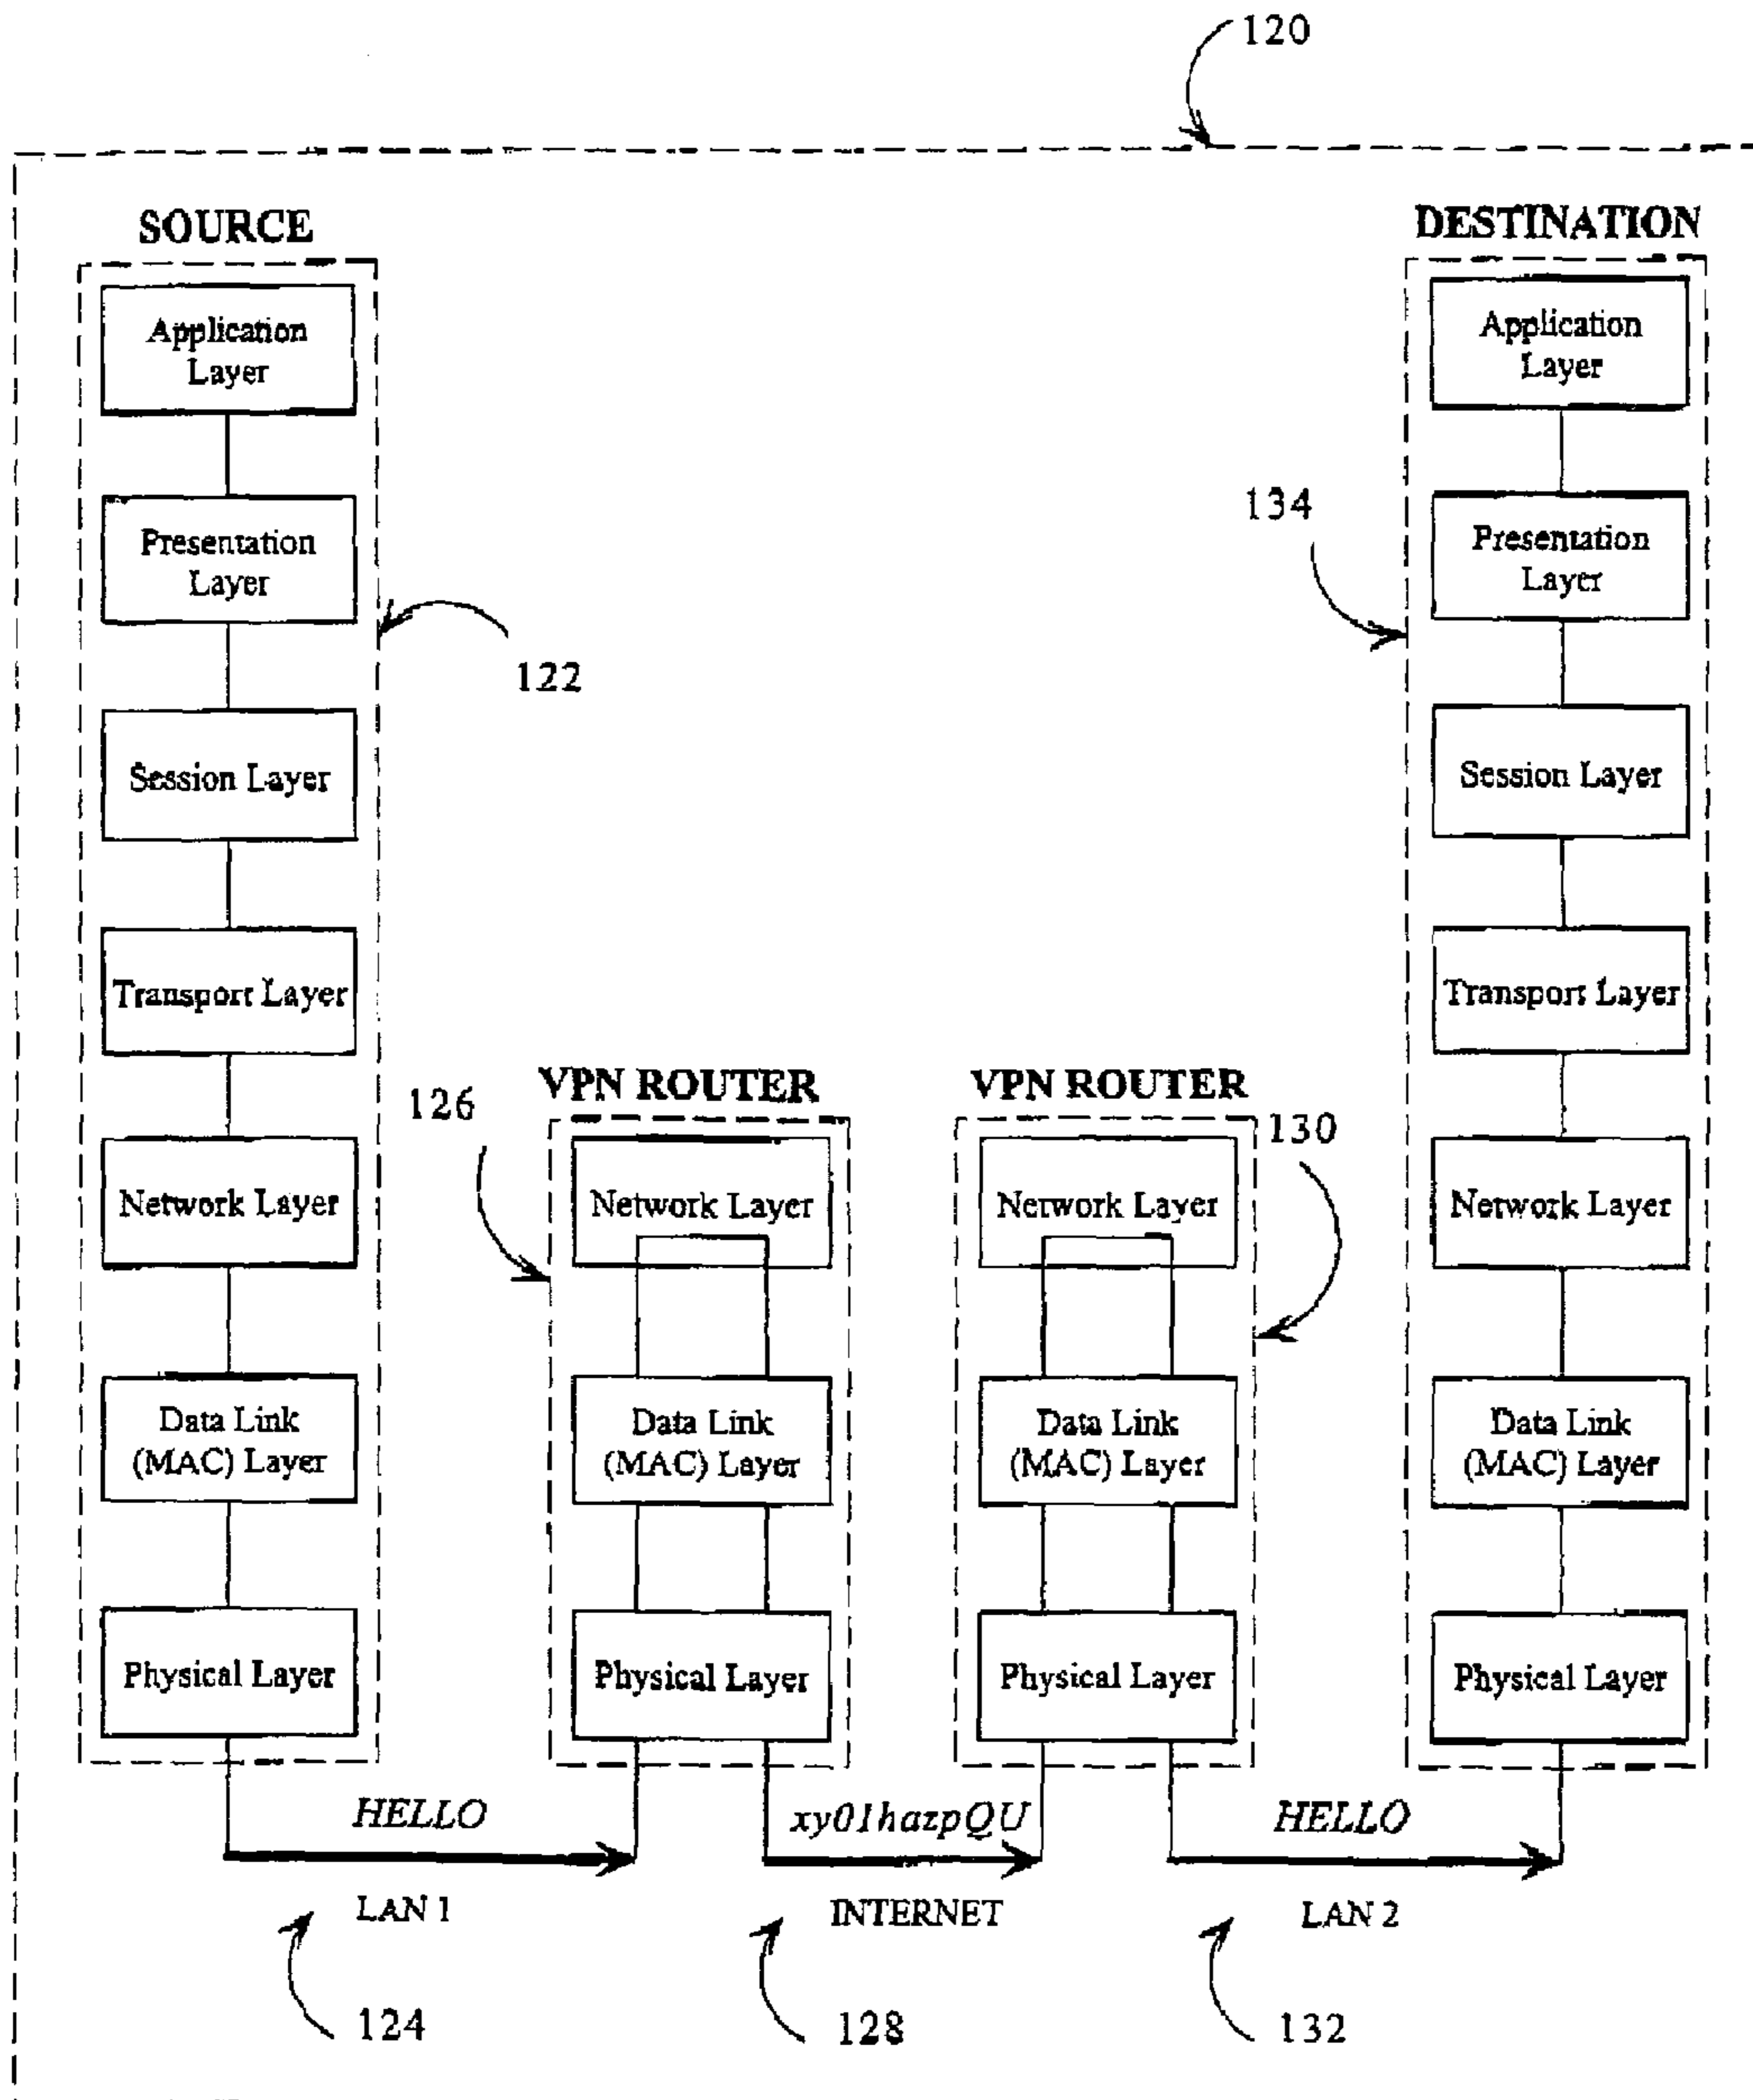 120
SOURCE
Application
Layer
Presentation
Layer
122
Session Layer
Transport Layer
Network Layer
Data Link
(MAC) Layer
Physical Layer
126
VPN ROUTER
Network Layer
Data Link
(MAC) Layer
Physical Layer
VPN ROUTER
130
Network Layer
Data Link
(MAC) Layer
Physical Layer
DESTINATION
Application
Layer
134
Presentation
Layer
Session Layer
Transport Layer
Network Layer
Data Link
(MAC) Layer
Physical Layer
HELLO
xy01hazpQU
HELLO
LAN 1
INTERNET
LAN 2
124
128
132